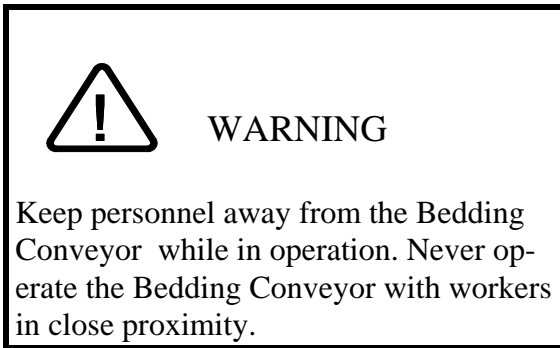 WARNING
Keep personnel away from the Bedding
Conveyor  while in operation. Never op-
erate the Bedding Conveyor with workers
in close proximity.